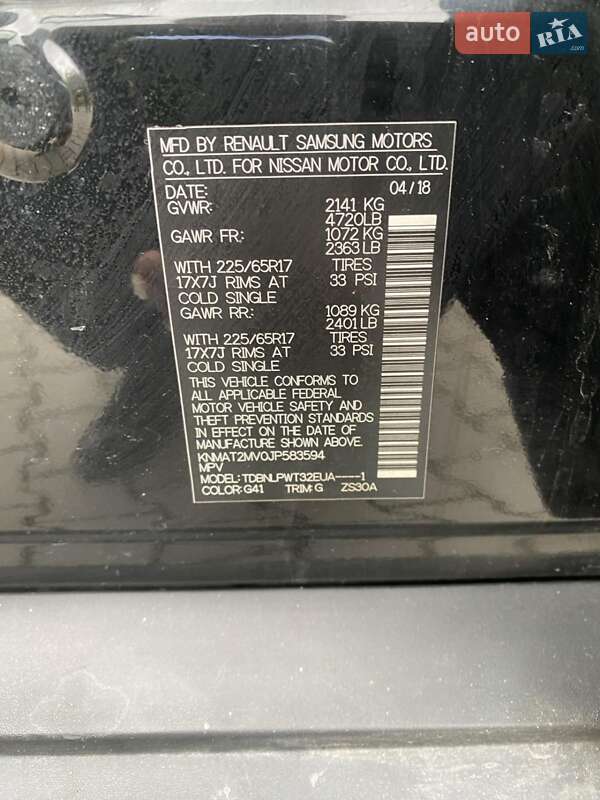 auto RIA .com
MFD BY RENAULT SAMSUNG MOTORS
CO., LTD. FOR NISSAN MOTOR CO., LTD.
DATE: 04/18
GVWR: 2141 KG
4720LB
GAWR FR: 1072 KG
2363 LB
WITH 225/65R17 TIRES
17X7J RIMS AT 33 PSI
COLD SINGLE
GAWR RR: 1089 KG
2401 LB
WITH 225/65R17 TIRES
17X7J RIMS AT 33 PSI
COLD SINGLE
THIS VEHICLE CONFORMS TO
ALL APPLICABLE FEDERAL
MOTOR VEHICLE SAFETY AND
THEFT PREVENTION STANDARDS
IN EFFECT ON THE DATE OF
MANUFACTURE SHOWN ABOVE.
KNMAT2MV0JP583594
MPV
MODEL: TDBNLPWT32EUA----1
COLOR: G41 TRIM: G ZS30A